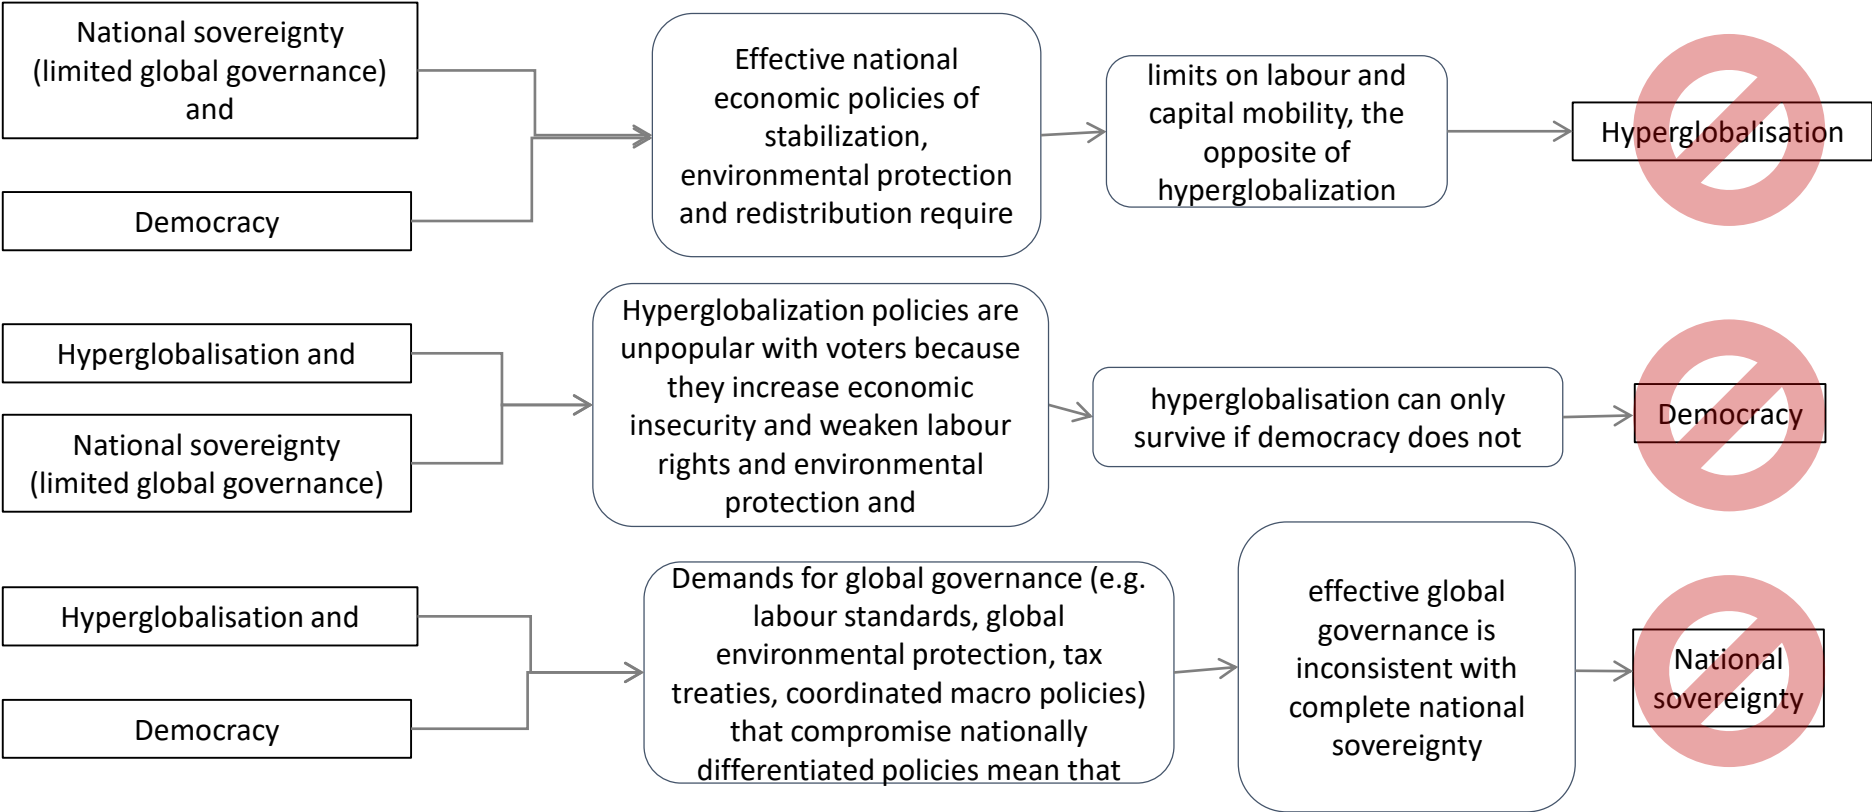 National sovereignty
(limited global governance)
and
Democracy
Effective national
economic policies of
stabilization,
environmental protection
and redistribution require
limits on labour and
capital mobility, the
opposite of
hyperglobalization
Hyperglobalisation
Hyperglobalisation and
National sovereignty
(limited global governance)
Hyperglobalization policies are
unpopular with voters because
they increase economic
insecurity and weaken labour
rights and environmental
protection and
hyperglobalisation can only
survive if democracy does not
Democracy
Hyperglobalisation and
Democracy
Demands for global governance (e.g.
labour standards, global
environmental protection, tax
treaties, coordinated macro policies)
that compromise nationally
differentiated policies mean that
effective global
governance is
inconsistent with
complete national
sovereignty
National
sovereignty